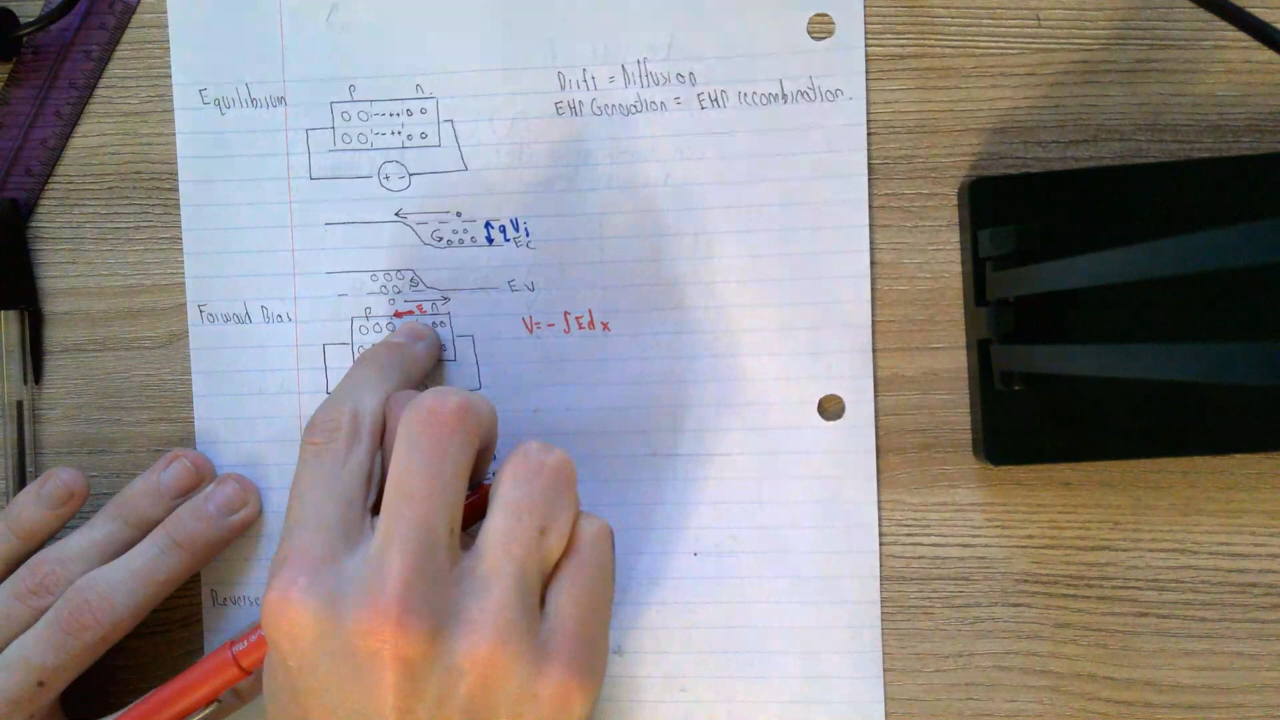 Drift = Diffusion
Equilibrium
EHP Generation = EHP recombination.
p n.
--++
--++
+ -
G
qVi
Ec
Ev
Forward Bias
p E n
V = - ∫ E d x
Reverse